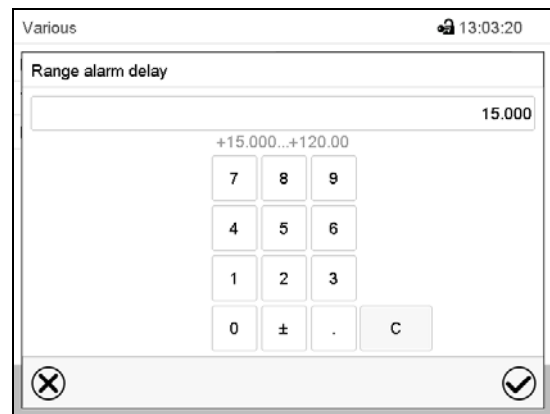 Various 13:03:20
Range alarm delay
15.000
+15.000...+120.00
7 8 9
4 5 6
1 2 3
0 ± . C